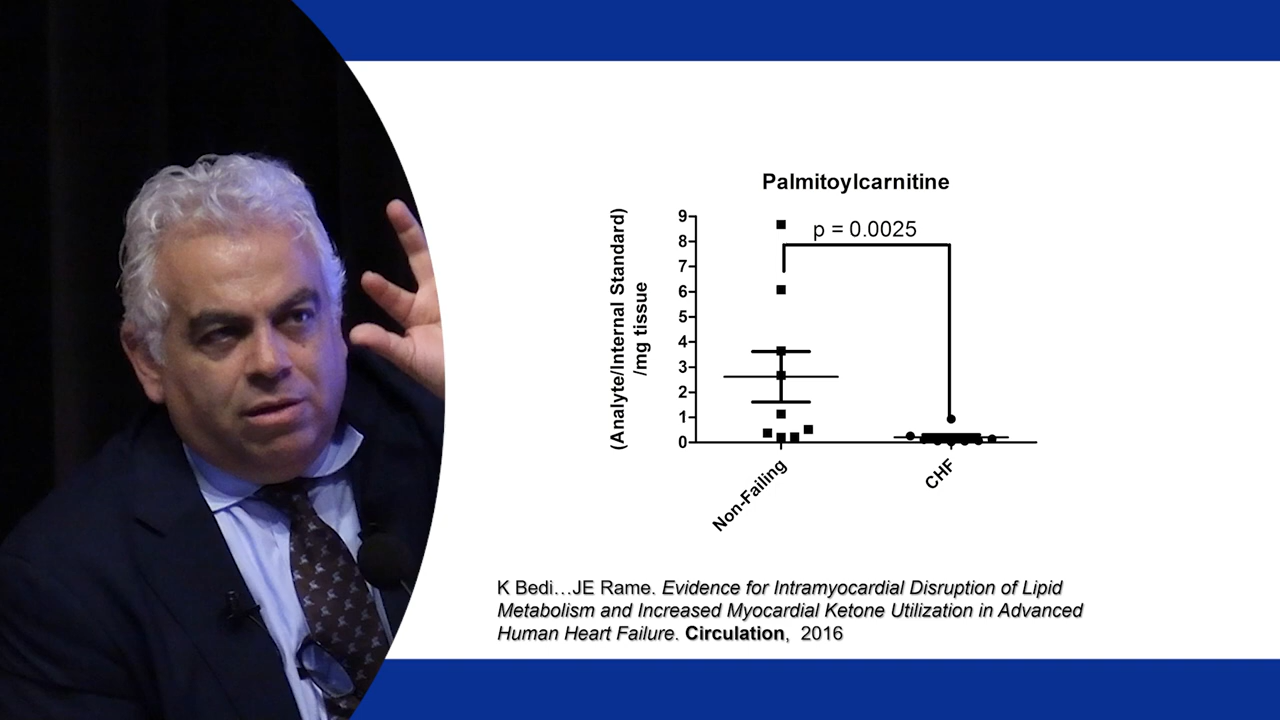 Palmitoylcarnitine
(Analyte/Internal Standard)
/mg tissue
9
8
7
6
5
4
3
2
1
0
p = 0.0025
Non-Failing
CHF
K Bedi…JE Rame. Evidence for Intramyocardial Disruption of Lipid
Metabolism and Increased Myocardial Ketone Utilization in Advanced
Human Heart Failure. Circulation, 2016